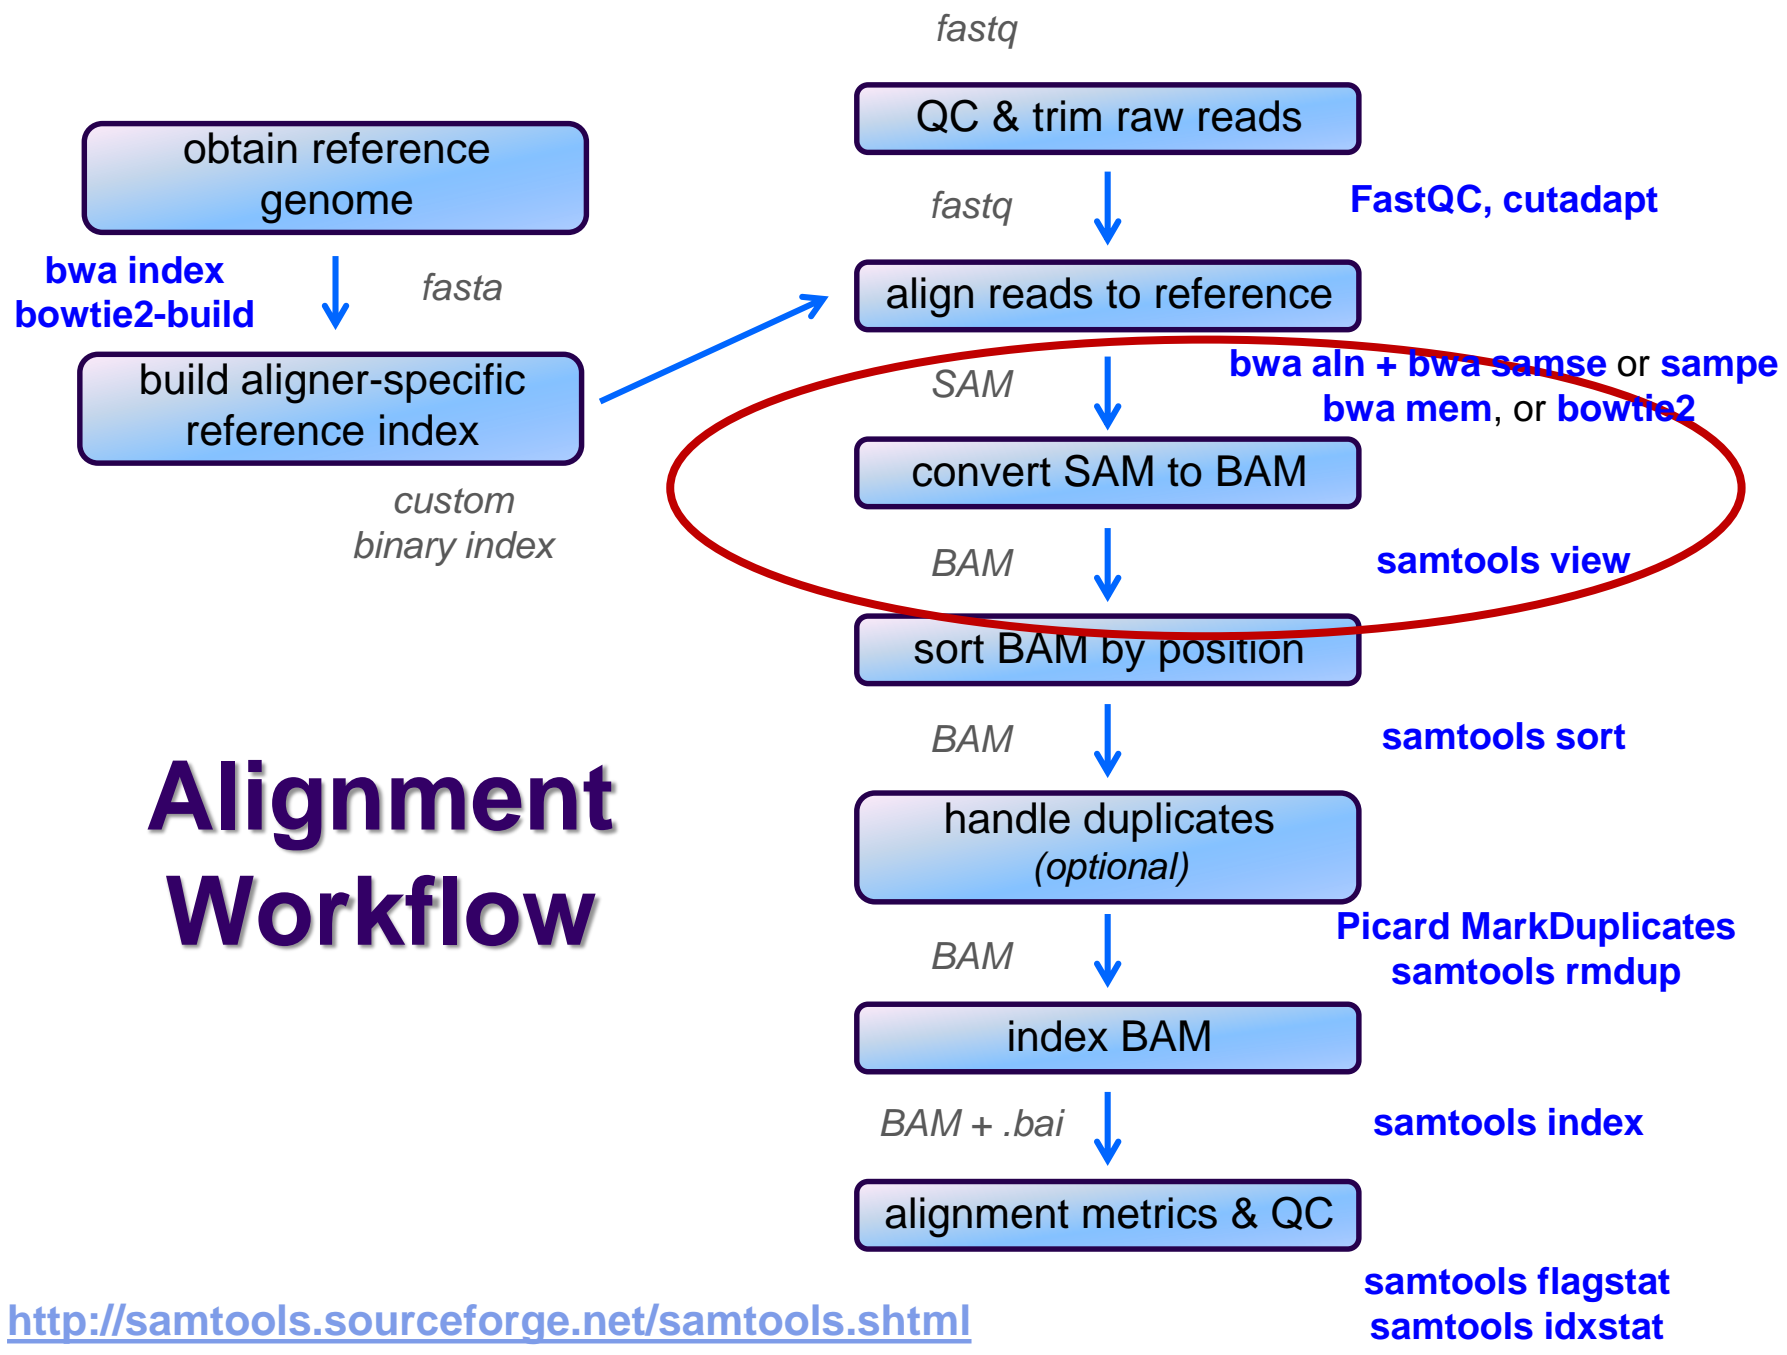 fastq
QC & trim raw reads
obtain reference
genome
fastq
FastQC, cutadapt
bwa index
bowtie2-build
fasta
align reads to reference
build aligner-specific
reference index
SAM
bwa aln + bwa samse or sampe
bwa mem, or bowtie2
convert SAM to BAM
custom
binary index
BAM
samtools view
sort BAM by position
BAM
samtools sort
Alignment
Workflow
handle duplicates
(optional)
BAM
Picard MarkDuplicates
samtools rmdup
index BAM
BAM + .bai
samtools index
alignment metrics & QC
samtools flagstat
samtools idxstat
http://samtools.sourceforge.net/samtools.shtml